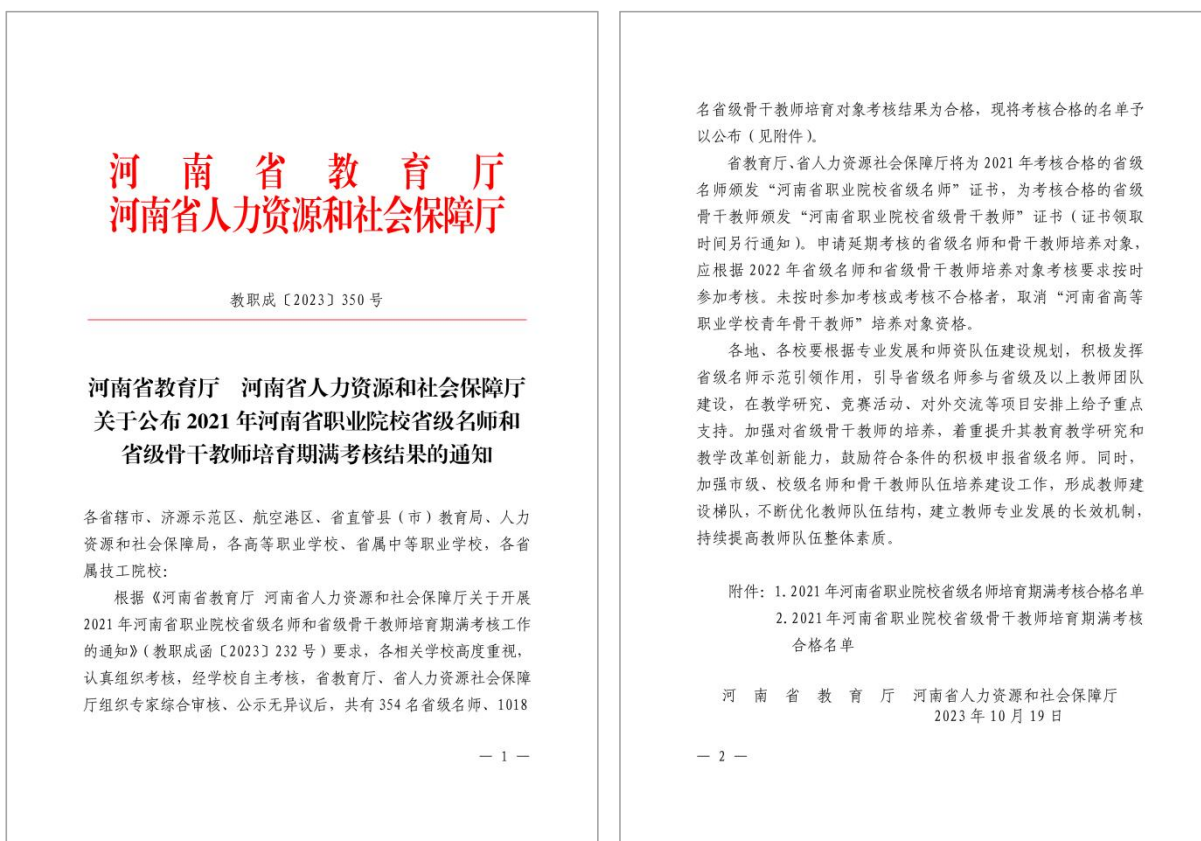 河南省教育厅
河南省人力资源和社会保障厅
教职成〔2023〕350号
河南省教育厅 河南省人力资源和社会保障厅
关于公布2021年河南省职业院校省级名师和
省级骨干教师培育期满考核结果的通知
各省辖市、济源示范区、航空港区、省直管县（市）教育局、人力
资源和社会保障局，各高等职业学校、省属中等职业学校，各省
属技工院校：
根据《河南省教育厅 河南省人力资源和社会保障厅关于开展
2021年河南省职业院校省级名师和省级骨干教师培育期满考核工作
的通知》（教职成函〔2023〕232号）要求，各相关学校高度重视，
认真组织考核，经学校自主考核，省教育厅、省人力资源社会保障
厅组织专家综合审核、公示无异议后，共有354名省级名师、1018
— 1 —
名省级骨干教师培育对象考核结果为合格，现将考核合格的名单予
以公布（见附件）。
省教育厅、省人力资源社会保障厅将为2021年考核合格的省级
名师颁发“河南省职业院校省级名师”证书，为考核合格的省级
骨干教师颁发“河南省职业院校省级骨干教师”证书（证书领取
时间另行通知）。申请延期考核的省级名师和骨干教师培养对象，
应根据2022年省级名师和省级骨干教师培养对象考核要求按时
参加考核。未按时参加考核或考核不合格者，取消“河南省高等
职业学校青年骨干教师”培养对象资格。
各地、各校要根据专业发展和师资队伍建设规划，积极发挥
省级名师示范引领作用，引导省级名师参与省级及以上教师团队
建设，在教学研究、竞赛活动、对外交流等项目安排上给予重点
支持。加强对省级骨干教师的培养，着重提升其教育教学研究和
教学改革创新能力，鼓励符合条件的积极申报省级名师。同时，
加强市级、校级名师和骨干教师队伍培养建设工作，形成教师建
设梯队，不断优化教师队伍结构，建立教师专业发展的长效机制，
持续提高教师队伍整体素质。
附件：1.2021年河南省职业院校省级名师培育期满考核合格名单
2.2021年河南省职业院校省级骨干教师培育期满考核
合格名单
河南省教育厅 河南省人力资源和社会保障厅
2023年10月19日
— 2 —